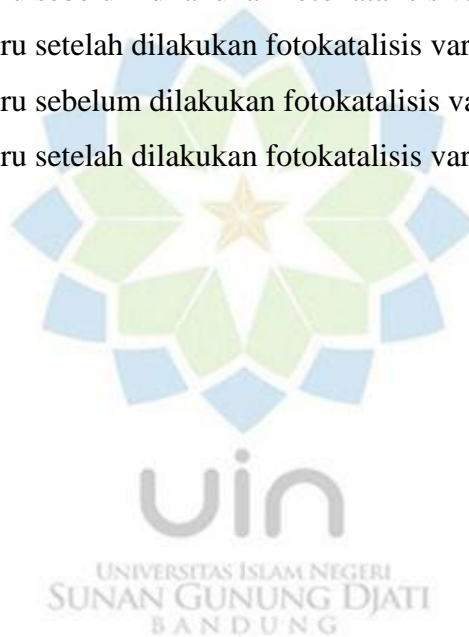 ru setelah dilakukan fotokatalisis var
ru sebelum dilakukan fotokatalisis va
ru setelah dilakukan fotokatalisis var
uin
UNIVERSITAS ISLAM NEGERI
SUNAN GUNUNG DJATI
BANDUNG